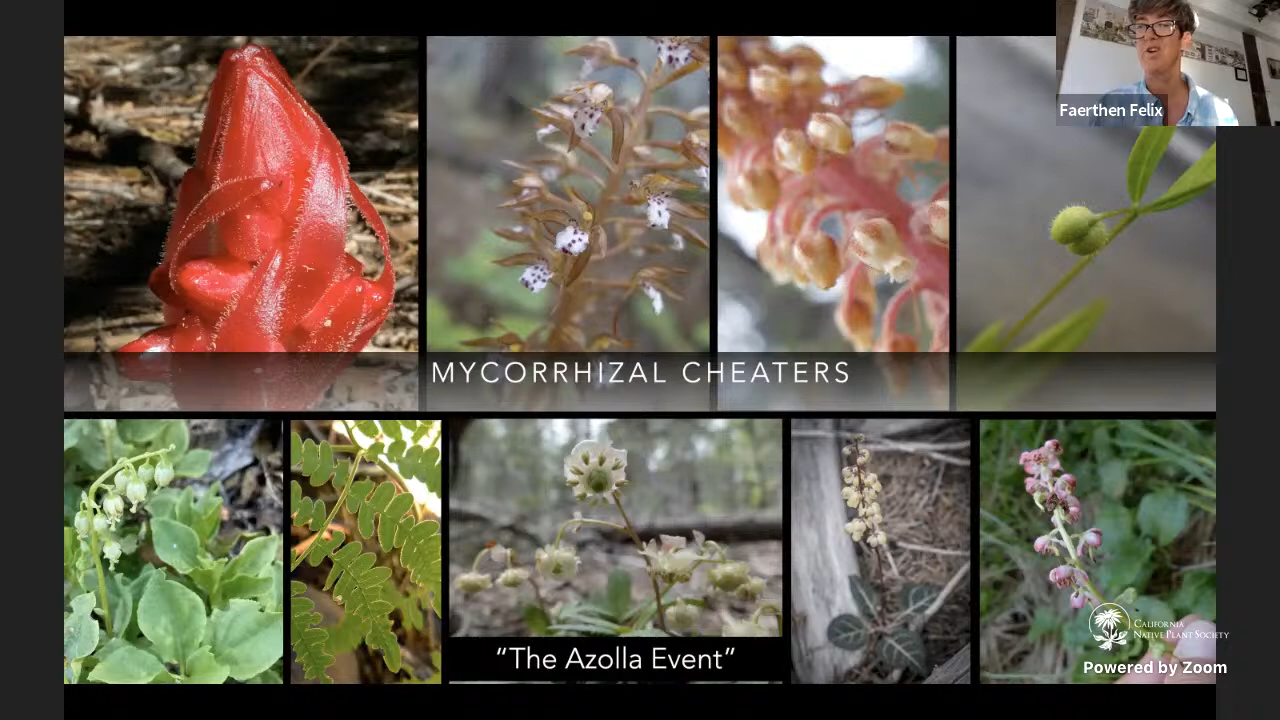 Faerthen Felix
MYCORRHIZAL CHEATERS
"The Azolla Event"
CALIFORNIA
NATIVE PLANT SOCIETY
Powered by Zoom